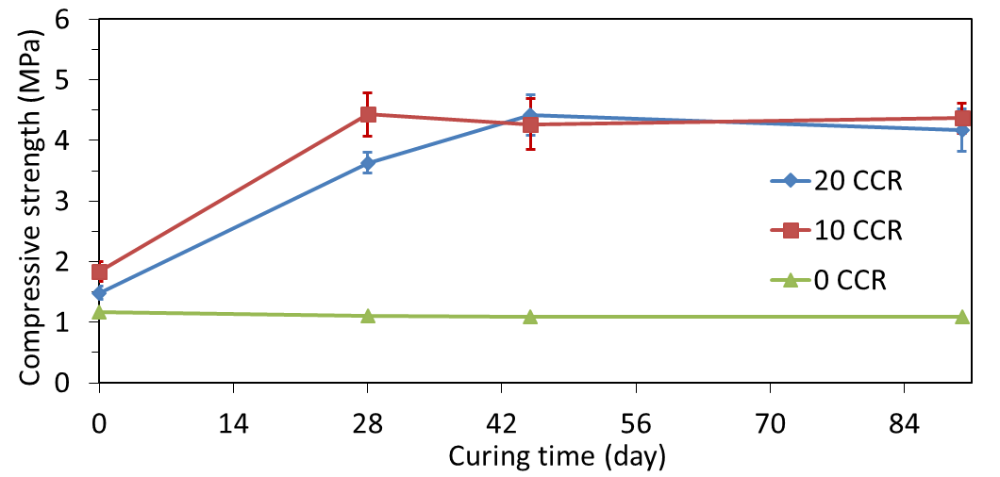 Compressive strength (MPa)
6
5
4
3
2
1
0
20 CCR
10 CCR
0 CCR
0 14 28 42 56 70 84
Curing time (day)